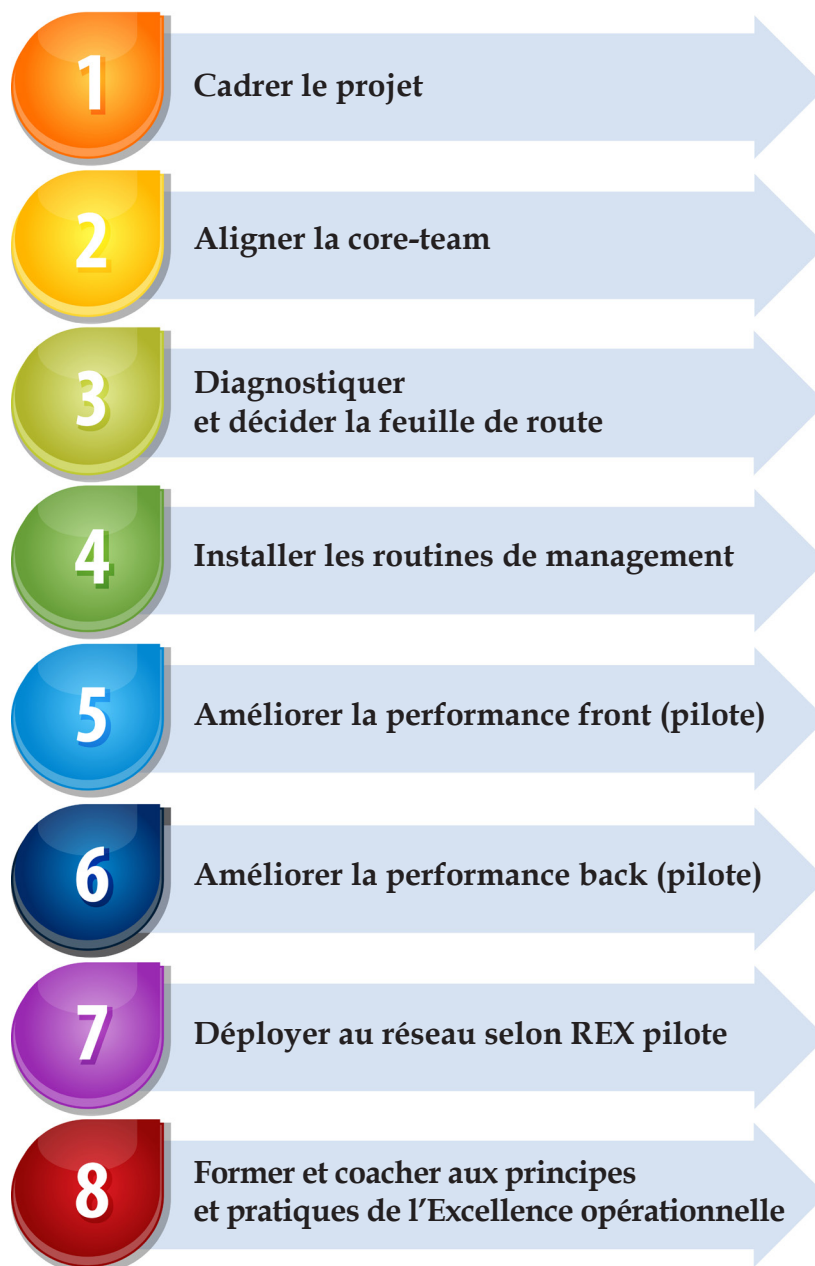 1
Cadrer le projet
2
Aligner la core-team
3
Diagnostiquer
et décider la feuille de route
4
Installer les routines de management
5
Améliorer la performance front (pilote)
6
Améliorer la performance back (pilote)
7
Déployer au réseau selon REX pilote
8
Former et coacher aux principes
et pratiques de l’Excellence opérationnelle